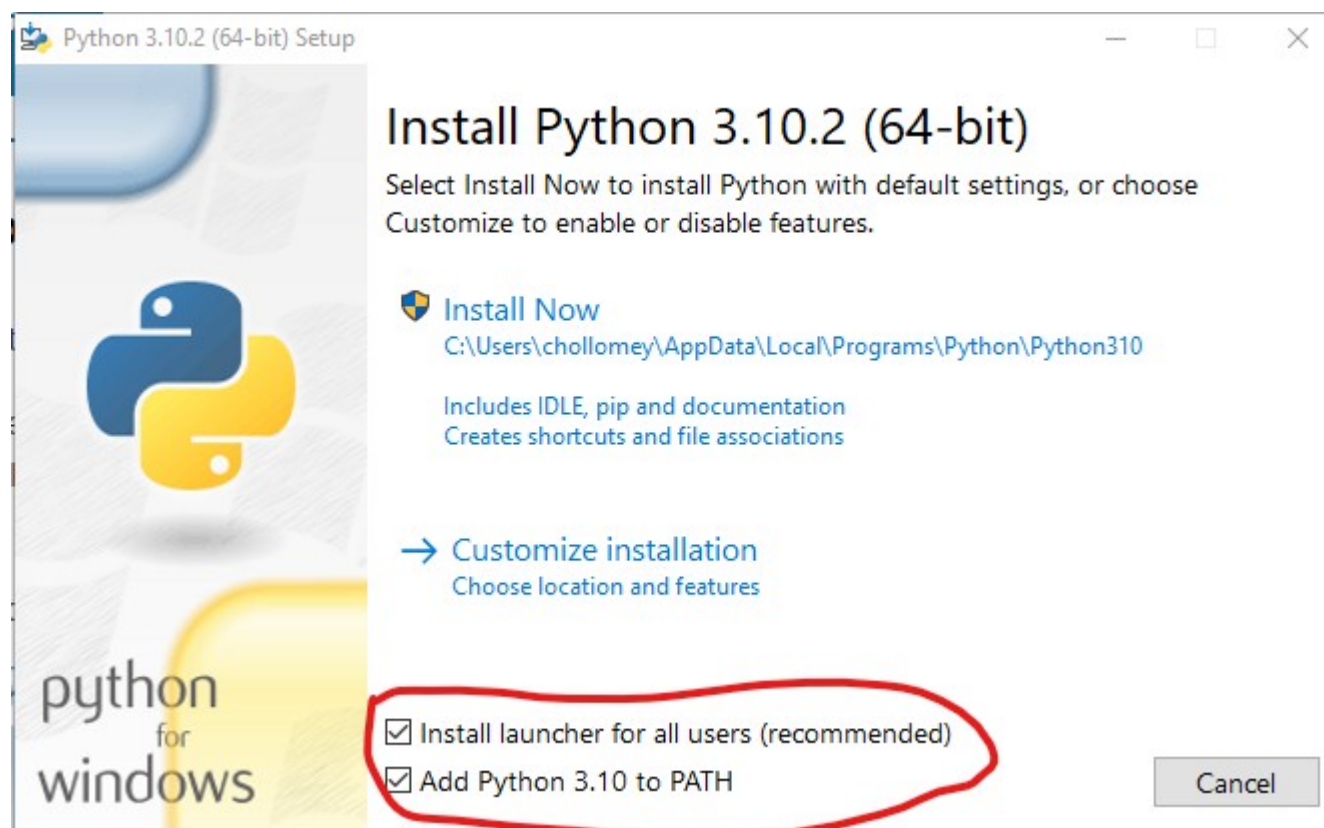 Python 3.10.2 (64-bit) Setup
Install Python 3.10.2 (64-bit)
Select Install Now to install Python with default settings, or choose
Customize to enable or disable features.
Install Now
C:\Users\chollomey\AppData\Local\Programs\Python\Python310
Includes IDLE, pip and documentation
Creates shortcuts and file associations
Customize installation
Choose location and features
python
for
windows
Install launcher for all users (recommended)
Add Python 3.10 to PATH
Cancel